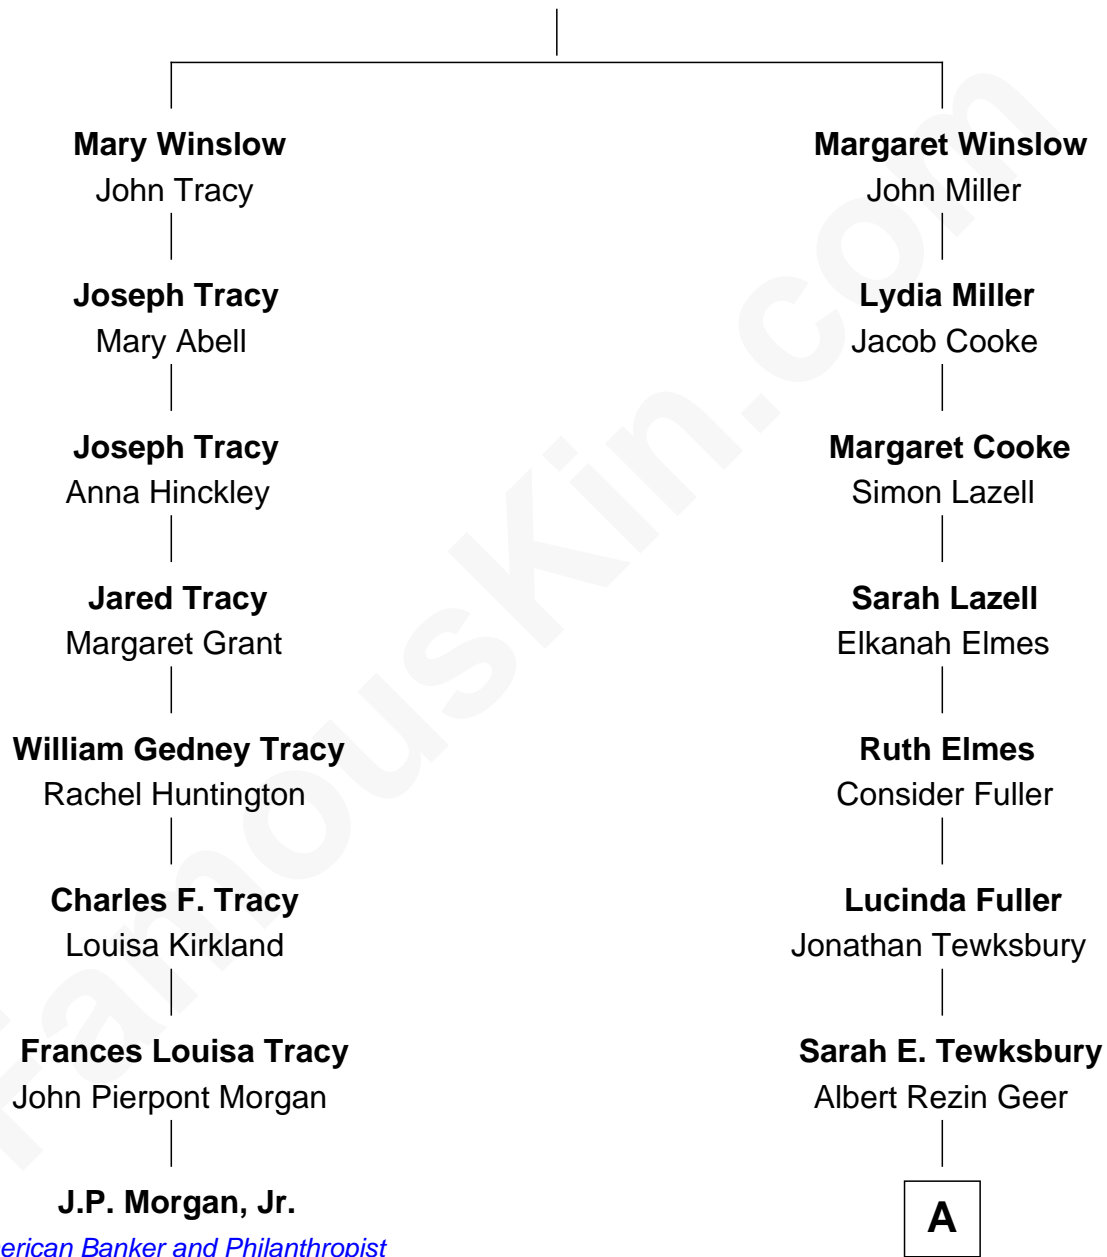 Mary Winslow
John Tracy
Joseph Tracy
Mary Abell
Joseph Tracy
Anna Hinckley
Jared Tracy
Margaret Grant
William Gedney Tracy
Rachel Huntington
Charles F. Tracy
Louisa Kirkland
Frances Louisa Tracy
John Pierpont Morgan
J.P. Morgan, Jr.
erican Banker and Philanthropist
Margaret Winslow
John Miller
Lydia Miller
Jacob Cooke
Margaret Cooke
Simon Lazell
Sarah Lazell
Elkanah Elmes
Ruth Elmes
Consider Fuller
Lucinda Fuller
Jonathan Tewksbury
Sarah E. Tewksbury
Albert Rezin Geer
A
FamousKin.com